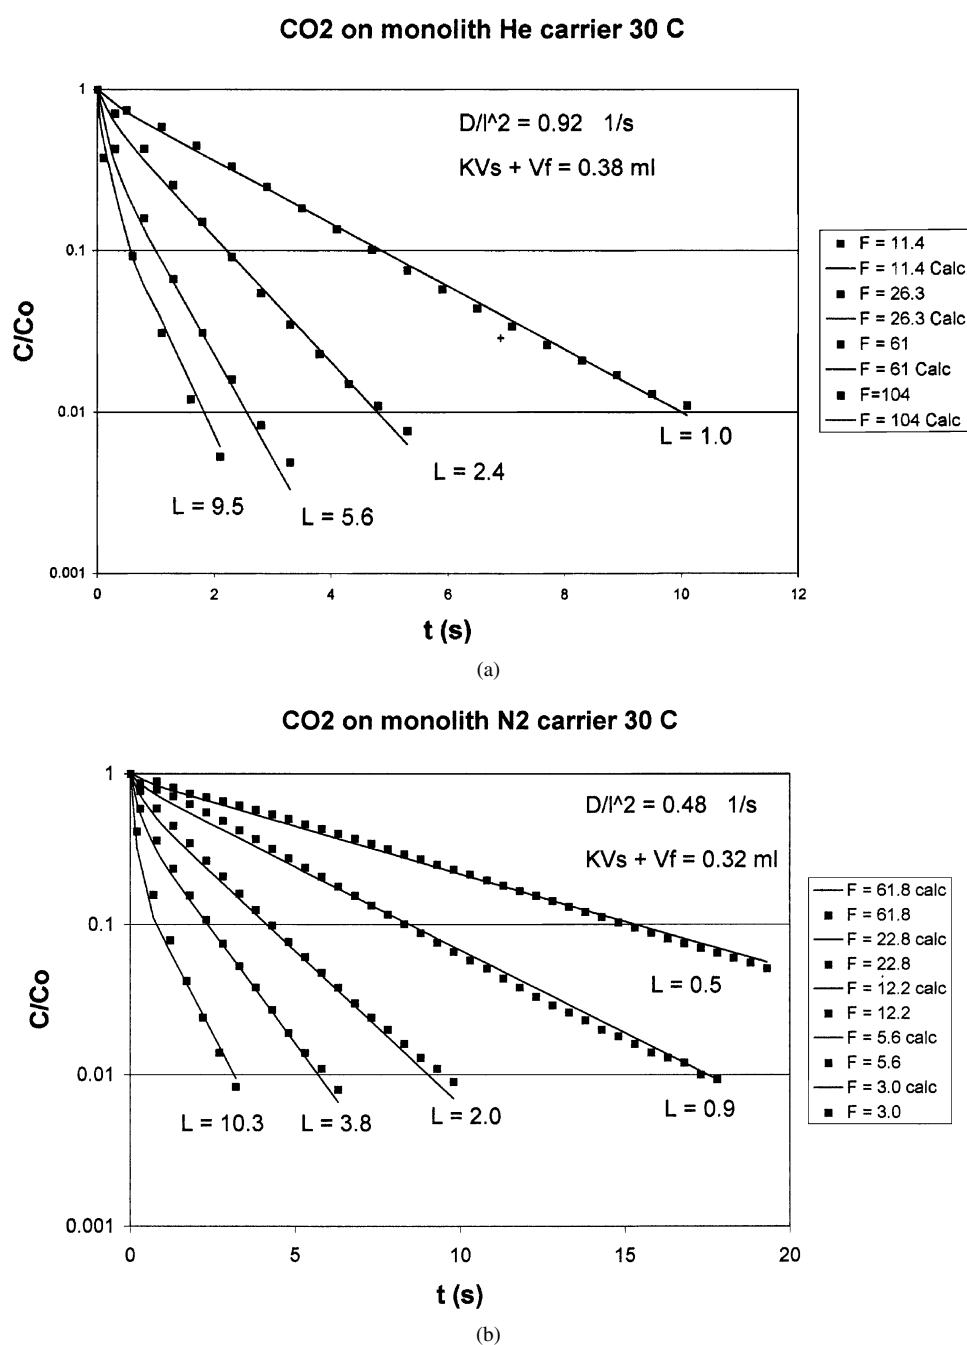 CO2 on monolith He carrier 30 C
1
D/l^2 = 0.92 1/s
KVs + Vf = 0.38 ml
0.1
C/Co
0.01
L = 1.0
L = 2.4
L = 9.5
L = 5.6
0.001
0 2 4 6 8 10 12
t (s)
F = 11.4
F = 11.4 Calc
F = 26.3
F = 26.3 Calc
F = 61
F = 61 Calc
F=104
F = 104 Calc
(a)
CO2 on monolith N2 carrier 30 C
1
D/l^2 = 0.48 1/s
KVs + Vf = 0.32 ml
0.1
L = 0.5
C/Co
0.01
L = 10.3 L = 3.8 L = 2.0 L = 0.9
0.001
0 5 10 15 20
t (s)
F = 61.8 calc
F = 61.8
F = 22.8 calc
F = 22.8
F = 12.2 calc
F = 12.2
F = 5.6 calc
F = 5.6
F = 3.0 calc
F = 3.0
(b)